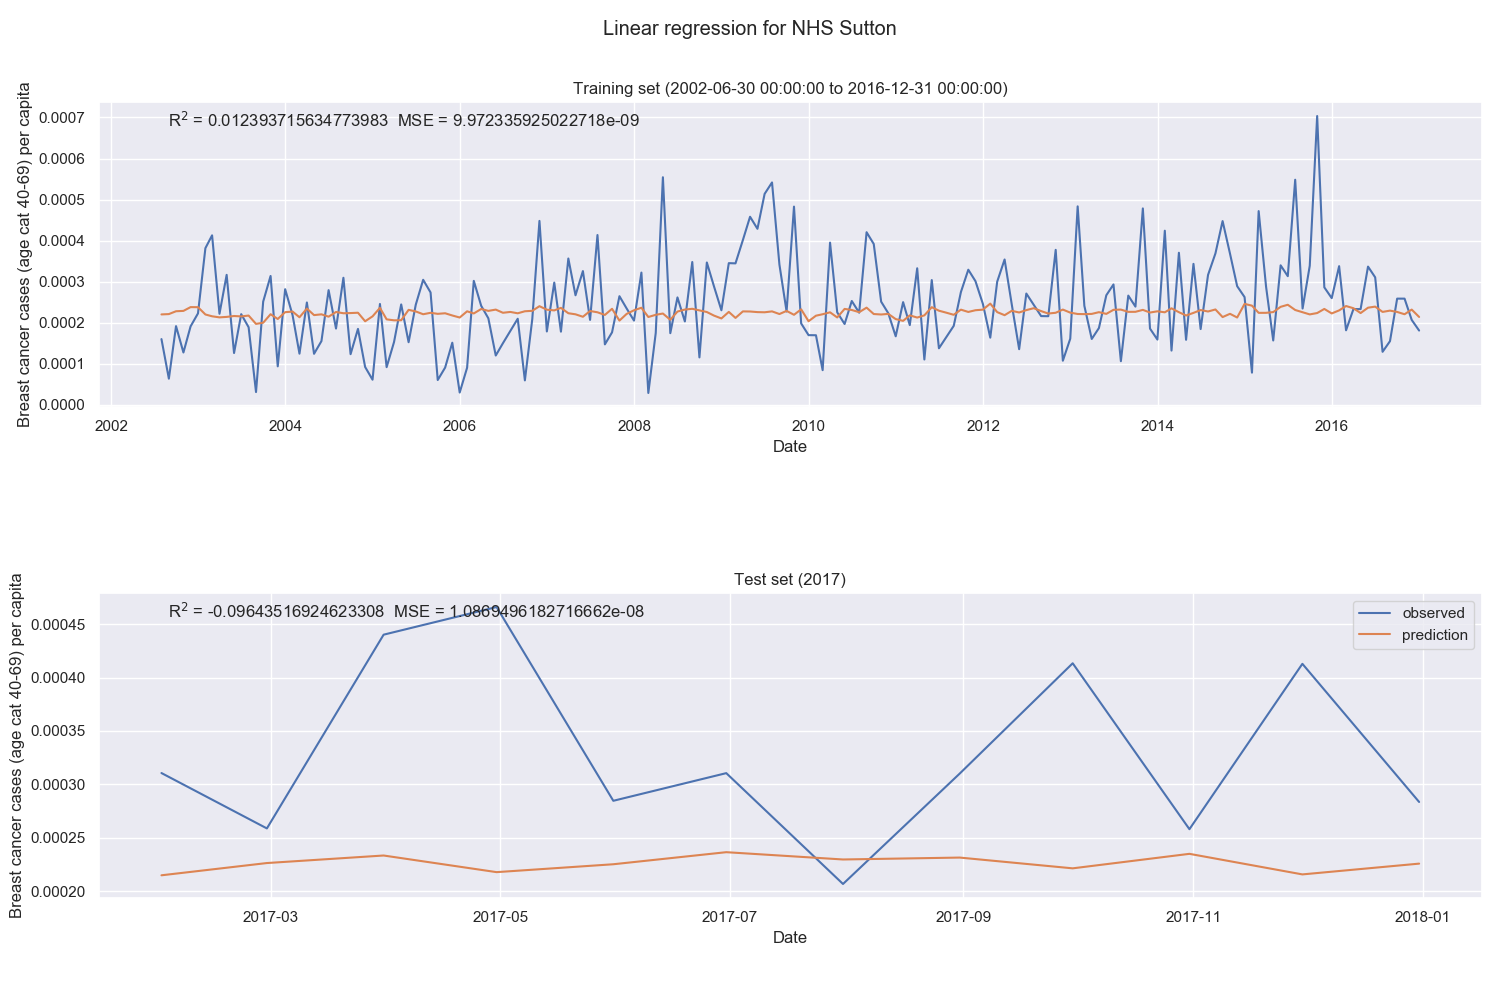 Linear regression for NHS Sutton
Training set (2002-06-30 00:00:00 to 2016-12-31 00:00:00)
R² = 0.012393715634773983 MSE = 9.972335925022718e-09
Breast cancer cases (age cat 40-69) per capita
0.0007
0.0006
0.0005
0.0004
0.0003
0.0002
0.0001
0.0000
2002
2004
2006
2008
2010
2012
2014
2016
Date
Test set (2017)
R² = -0.09643516924623308 MSE = 1.0869496182716662e-08
observed
prediction
Breast cancer cases (age cat 40-69) per capita
0.00045
0.00040
0.00035
0.00030
0.00025
0.00020
2017-03
2017-05
2017-07
2017-09
2017-11
2018-01
Date